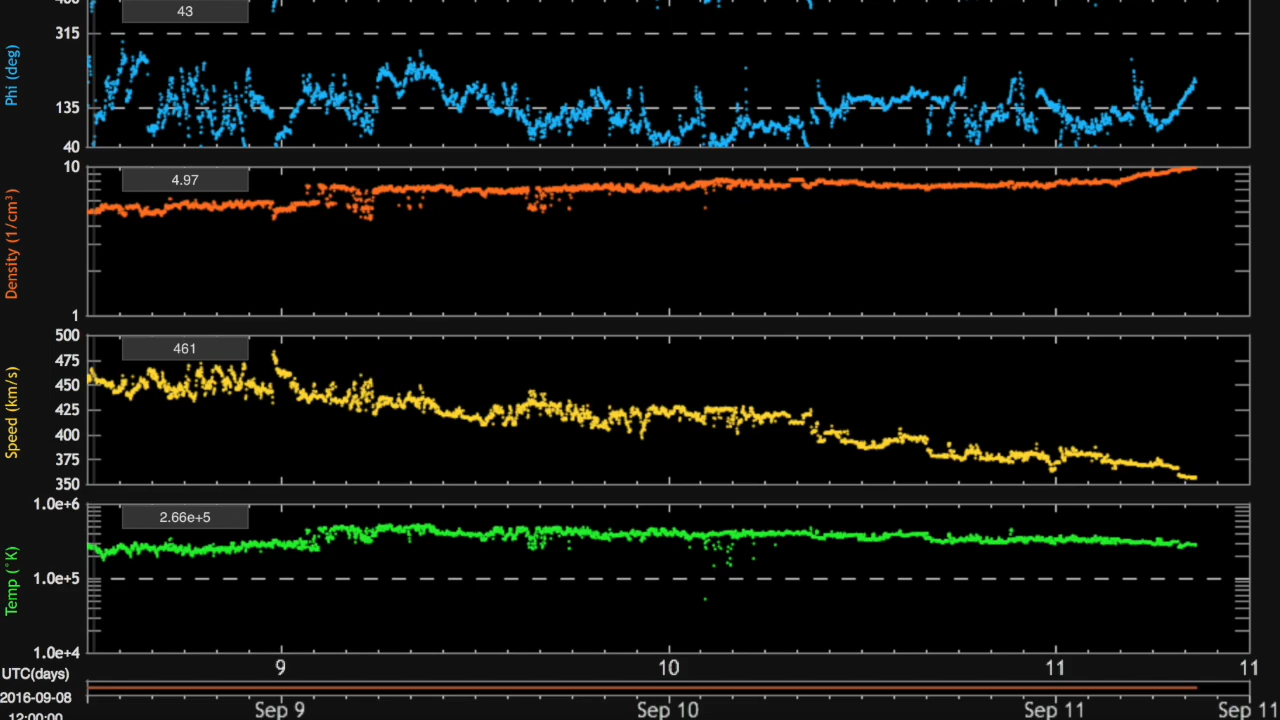 43
315
Phi (deg)
135
40
10
4.97
Density (1/cm³)
1
500
461
475
450
Speed (km/s)
425
400
375
350
1.0e+6
2.66e+5
Temp (°K)
1.0e+5
1.0e+4
9 10 11 11
UTC(days)
2016-09-08
Sep 9 Sep 10 Sep 11 Sep 11
12:00:00